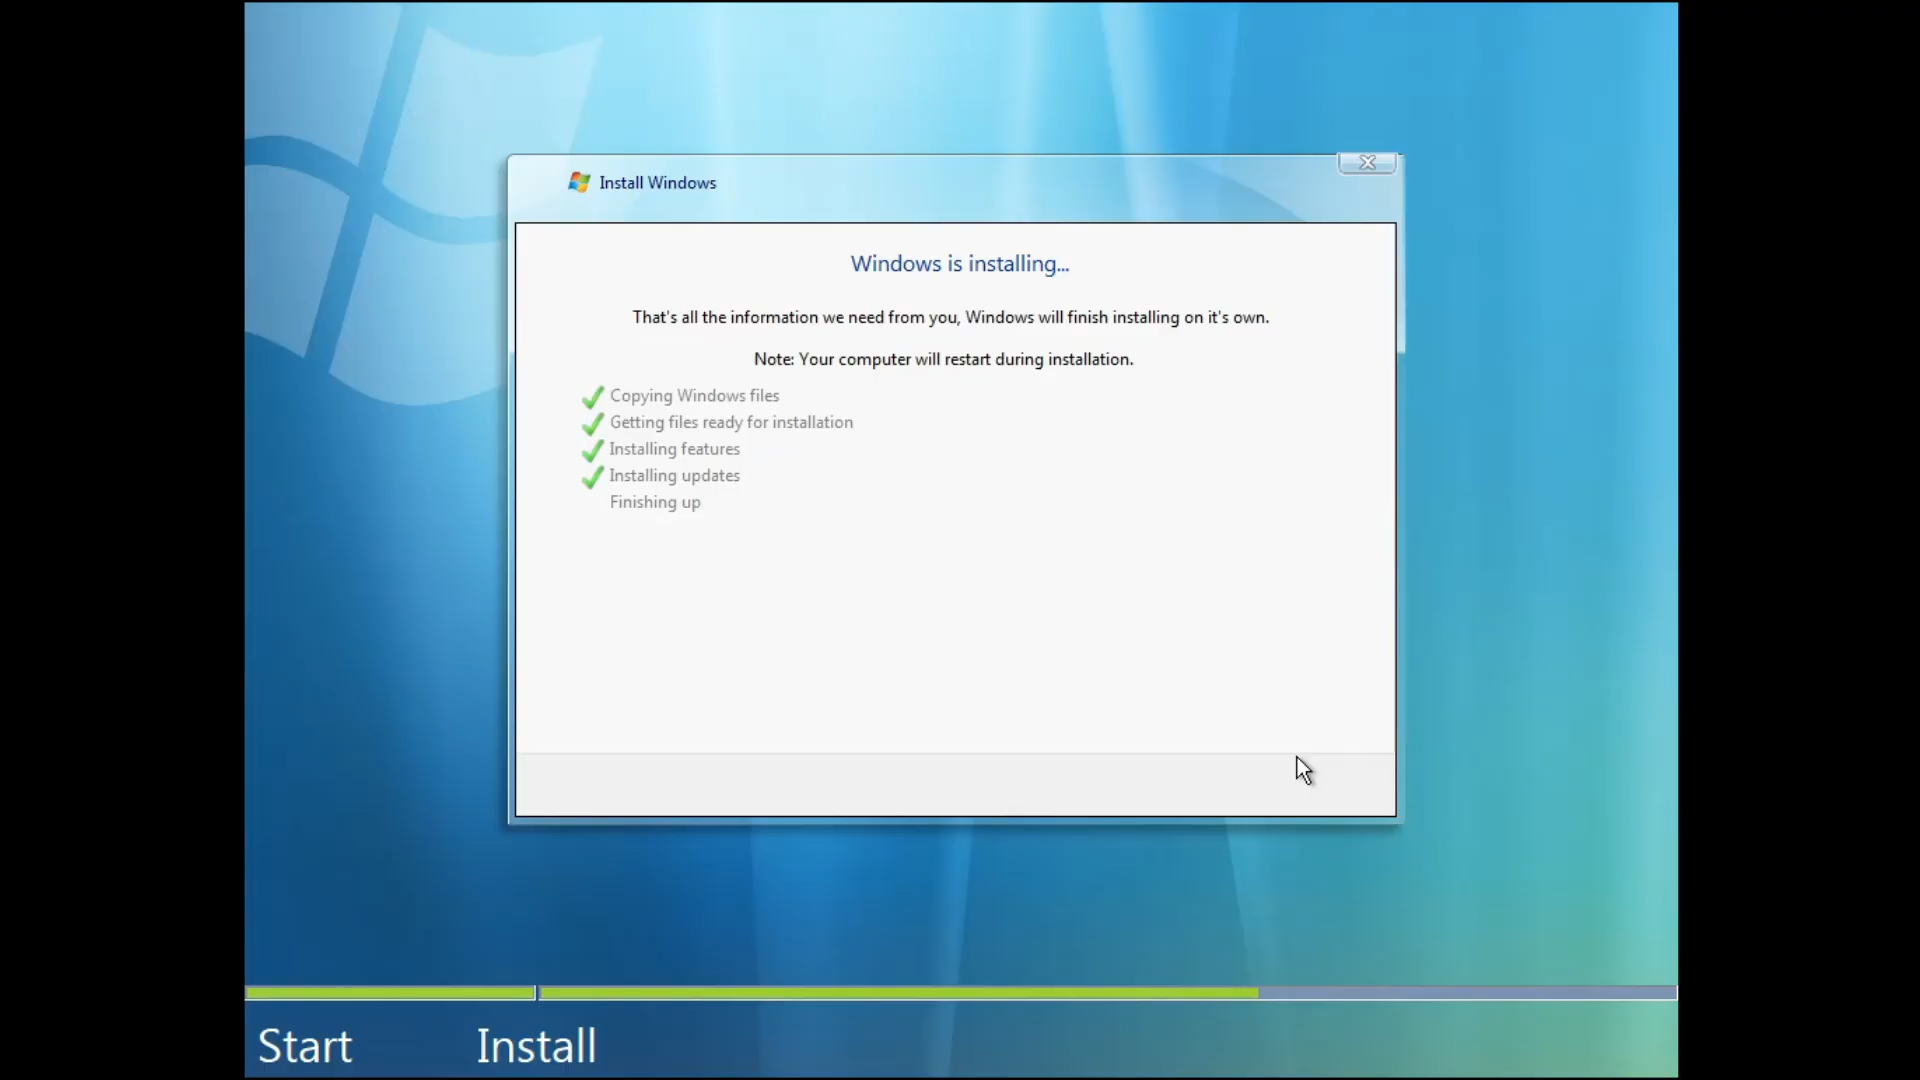 Install Windows
Windows is installing...
That's all the information we need from you, Windows will finish installing on it's own.
Note: Your computer will restart during installation.
Copying Windows files
Getting files ready for installation
Installing features
Installing updates
Finishing up
Start Install